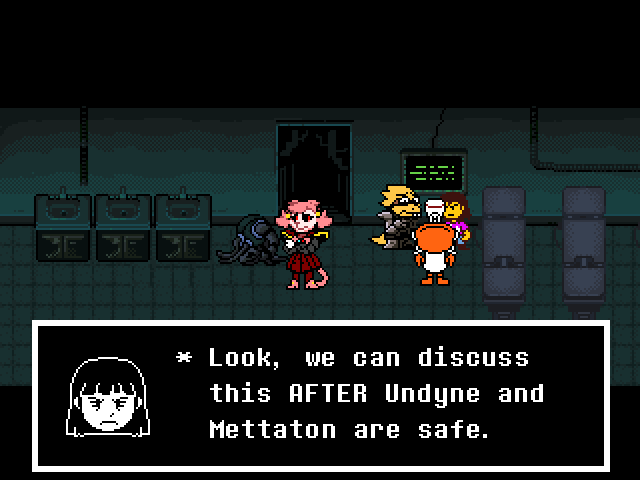 * Look, we can discuss
this AFTER Undyne and
Mettaton are safe.